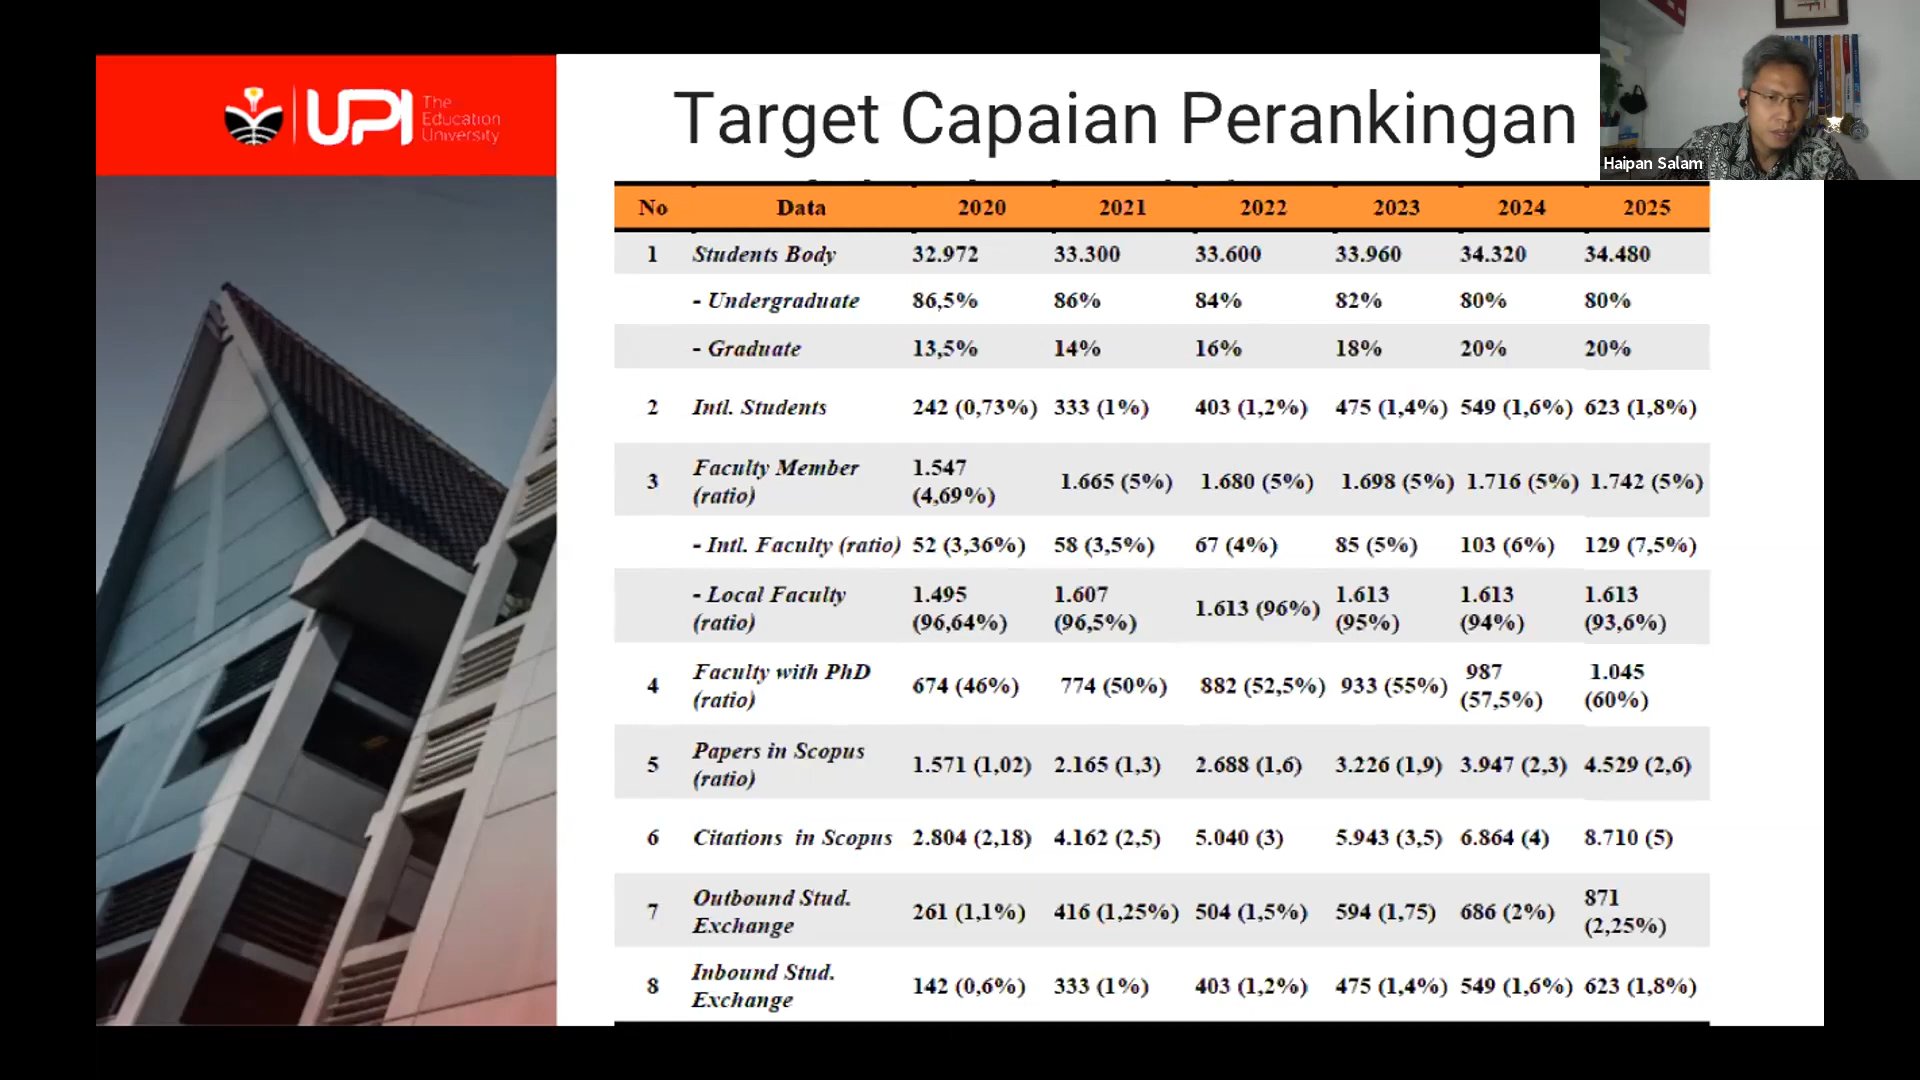 UPI The
Education
University
Target Capaian Perankingan
Haipan Salam
No Data 2020 2021 2022 2023 2024 2025
1 Students Body 32.972 33.300 33.600 33.960 34.320 34.480
- Undergraduate 86,5% 86% 84% 82% 80% 80%
- Graduate 13,5% 14% 16% 18% 20% 20%
2 Intl. Students 242 (0,73%) 333 (1%) 403 (1,2%) 475 (1,4%) 549 (1,6%) 623 (1,8%)
3 Faculty Member (ratio) 1.547 (4,69%) 1.665 (5%) 1.680 (5%) 1.698 (5%) 1.716 (5%) 1.742 (5%)
- Intl. Faculty (ratio) 52 (3,36%) 58 (3,5%) 67 (4%) 85 (5%) 103 (6%) 129 (7,5%)
- Local Faculty (ratio) 1.495 (96,64%) 1.607 (96,5%) 1.613 (96%) 1.613 (95%) 1.613 (94%) 1.613 (93,6%)
4 Faculty with PhD (ratio) 674 (46%) 774 (50%) 882 (52,5%) 933 (55%) 987 (57,5%) 1.045 (60%)
5 Papers in Scopus (ratio) 1.571 (1,02) 2.165 (1,3) 2.688 (1,6) 3.226 (1,9) 3.947 (2,3) 4.529 (2,6)
6 Citations in Scopus 2.804 (2,18) 4.162 (2,5) 5.040 (3) 5.943 (3,5) 6.864 (4) 8.710 (5)
7 Outbound Stud. Exchange 261 (1,1%) 416 (1,25%) 504 (1,5%) 594 (1,75) 686 (2%) 871 (2,25%)
8 Inbound Stud. Exchange 142 (0,6%) 333 (1%) 403 (1,2%) 475 (1,4%) 549 (1,6%) 623 (1,8%)